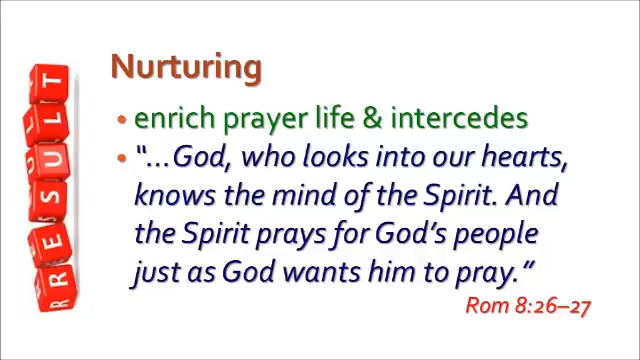 Nurturing
• enrich prayer life & intercedes
• “…God, who looks into our hearts,
knows the mind of the Spirit. And
the Spirit prays for God’s people
just as God wants him to pray.”
Rom 8:26–27
RESULT